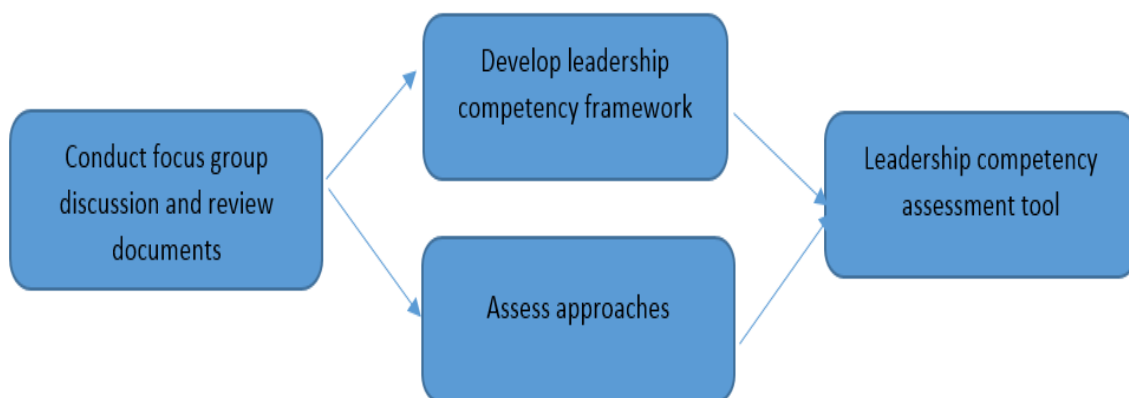 Conduct focus group
discussion and review
documents
Develop leadership
competency framework
Assess approaches
Leadership competency
assessment tool